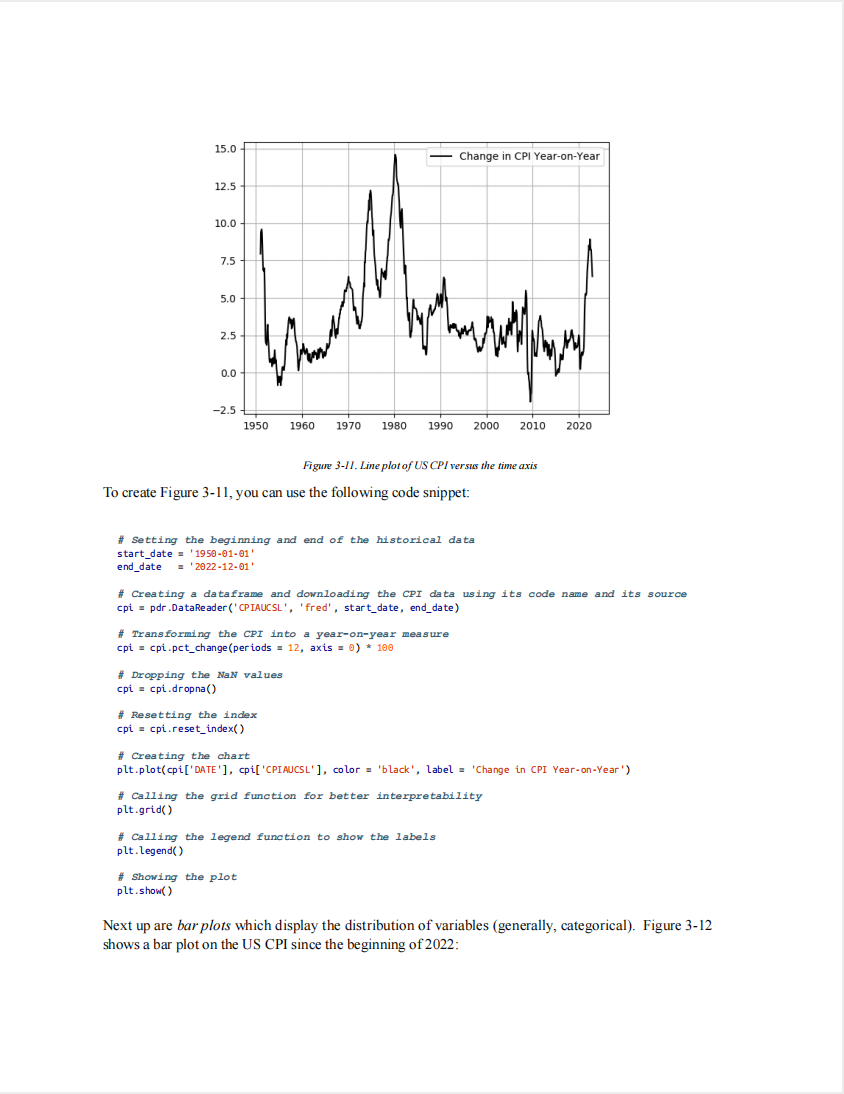 15.0
12.5
10.0
7.5
5.0
2.5
0.0
−2.5
Change in CPI Year-on-Year
1950 1960 1970 1980 1990 2000 2010 2020
Figure 3-11. Line plot of US CPI versus the time axis
To create Figure 3-11, you can use the following code snippet:
# Setting the beginning and end of the historical data
start_date = '1950-01-01'
end_date   = '2022-12-01'
# Creating a dataframe and downloading the CPI data using its code name and its source
cpi = pdr.DataReader('CPIAUCSL', 'fred', start_date, end_date)
# Transforming the CPI into a year-on-year measure
cpi = cpi.pct_change(periods = 12, axis = 0) * 100
# Dropping the NaN values
cpi = cpi.dropna()
# Resetting the index
cpi = cpi.reset_index()
# Creating the chart
plt.plot(cpi['DATE'], cpi['CPIAUCSL'], color = 'black', label = 'Change in CPI Year-on-Year')
# Calling the grid function for better interpretability
plt.grid()
# Calling the legend function to show the labels
plt.legend()
# Showing the plot
plt.show()
Next up are bar plots which display the distribution of variables (generally, categorical). Figure 3-12
shows a bar plot on the US CPI since the beginning of 2022: